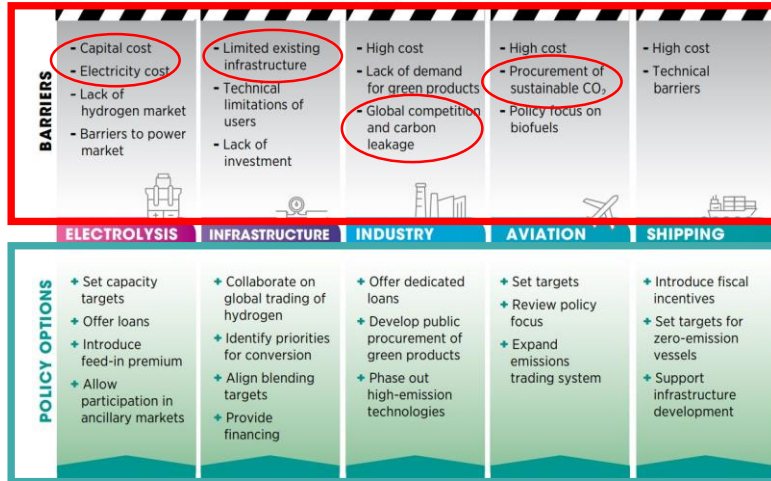 BARRIERS
- Capital cost
- Electricity cost
- Lack of
hydrogen market
- Barriers to power
market
- Limited existing
infrastructure
- Technical
limitations of
users
- Lack of
investment
- High cost
- Lack of demand
for green products
- Global competition
and carbon
leakage
- High cost
- Procurement of
sustainable CO₂
- Policy focus on
biofuels
- High cost
- Technical
barriers
ELECTROLYSIS
INFRASTRUCTURE
INDUSTRY
AVIATION
SHIPPING
POLICY OPTIONS
+ Set capacity
targets
+ Offer loans
+ Introduce
feed-in premium
+ Allow
participation in
ancillary markets
+ Collaborate on
global trading of
hydrogen
+ Identify priorities
for conversion
+ Align blending
targets
+ Provide
financing
+ Offer dedicated
loans
+ Develop public
procurement of
green products
+ Phase out
high-emission
technologies
+ Set targets
+ Review policy
focus
+ Expand
emissions
trading system
+ Introduce fiscal
incentives
+ Set targets for
zero-emission
vessels
+ Support
infrastructure
development